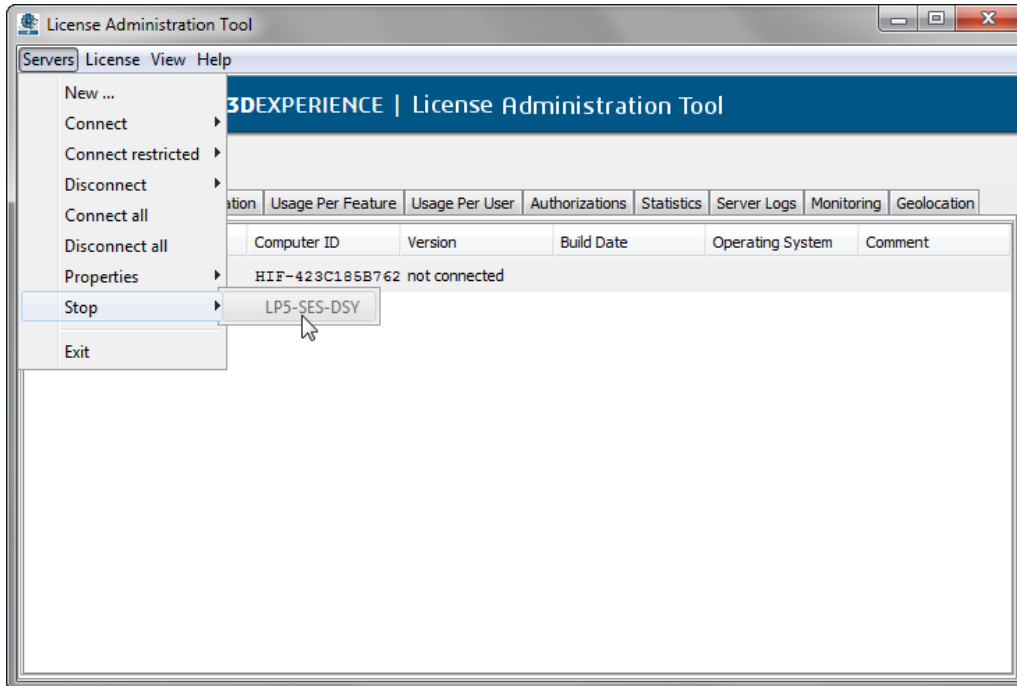 License Administration Tool
Servers License View Help
New ...
3DEXPERIENCE | License Administration Tool
Connect
Connect restricted
Disconnect
ation Usage Per Feature Usage Per User Authorizations Statistics Server Logs Monitoring Geolocation
Connect all
Disconnect all
Computer ID Version Build Date Operating System Comment
Properties
HIF-423C185B762 not connected
Stop
LP5-SES-DSY
Exit